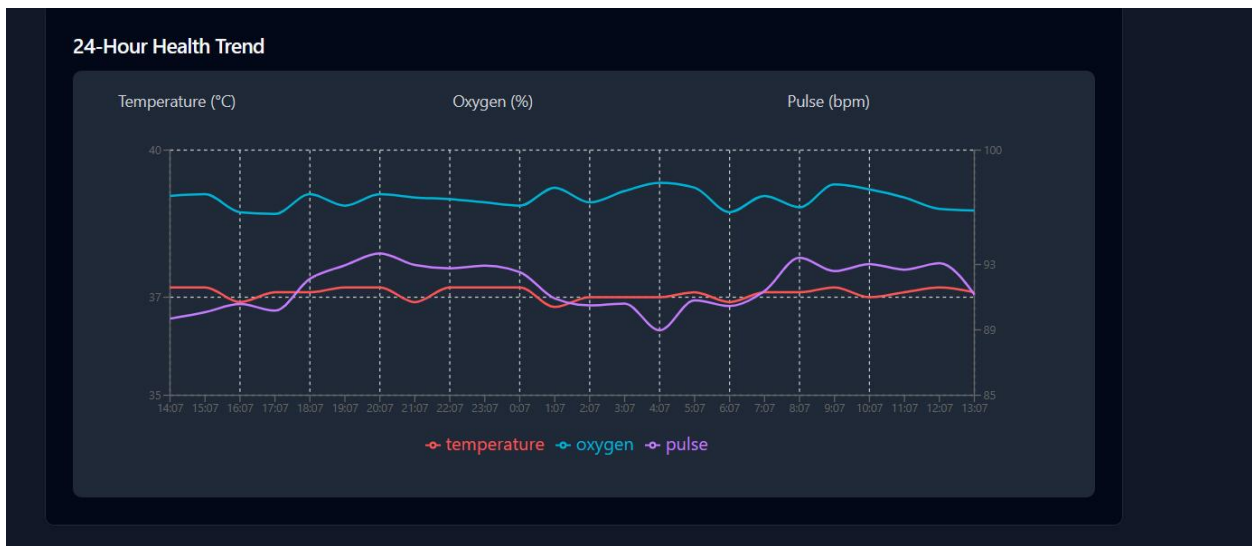 24-Hour Health Trend
Temperature (°C) Oxygen (%) Pulse (bpm)
40 100
93
37
89
35 85
14:07 15:07 16:07 17:07 18:07 19:07 20:07 21:07 22:07 23:07 0:07 1:07 2:07 3:07 4:07 5:07 6:07 7:07 8:07 9:07 10:07 11:07 12:07 13:07
temperature oxygen pulse